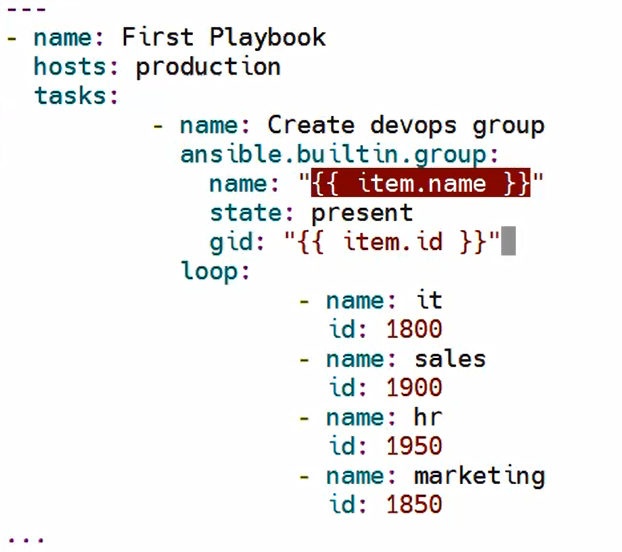 ---
- name: First Playbook
  hosts: production
  tasks:
          - name: Create devops group
            ansible.builtin.group:
              name: "{{ item.name }}"
              state: present
              gid: "{{ item.id }}"
            loop:
                    - name: it
                      id: 1800
                    - name: sales
                      id: 1900
                    - name: hr
                      id: 1950
                    - name: marketing
                      id: 1850
...